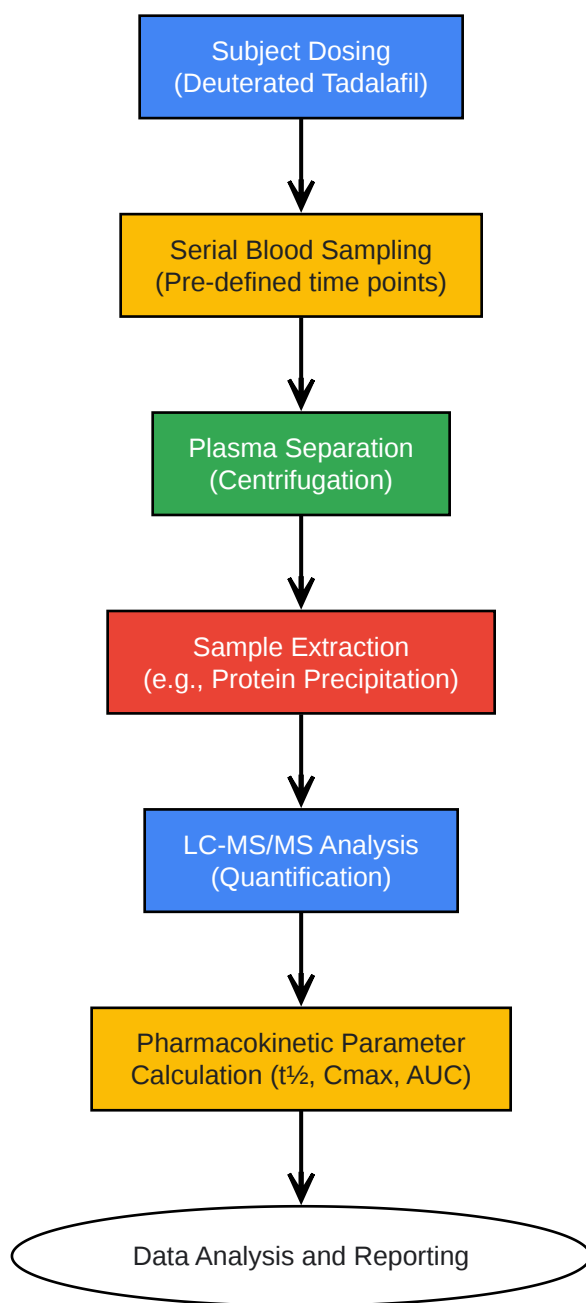 Subject Dosing
(Deuterated Tadalafil)
Serial Blood Sampling
(Pre-defined time points)
Plasma Separation
(Centrifugation)
Sample Extraction
(e.g., Protein Precipitation)
LC-MS/MS Analysis
(Quantification)
Pharmacokinetic Parameter
Calculation (t½, Cmax, AUC)
Data Analysis and Reporting